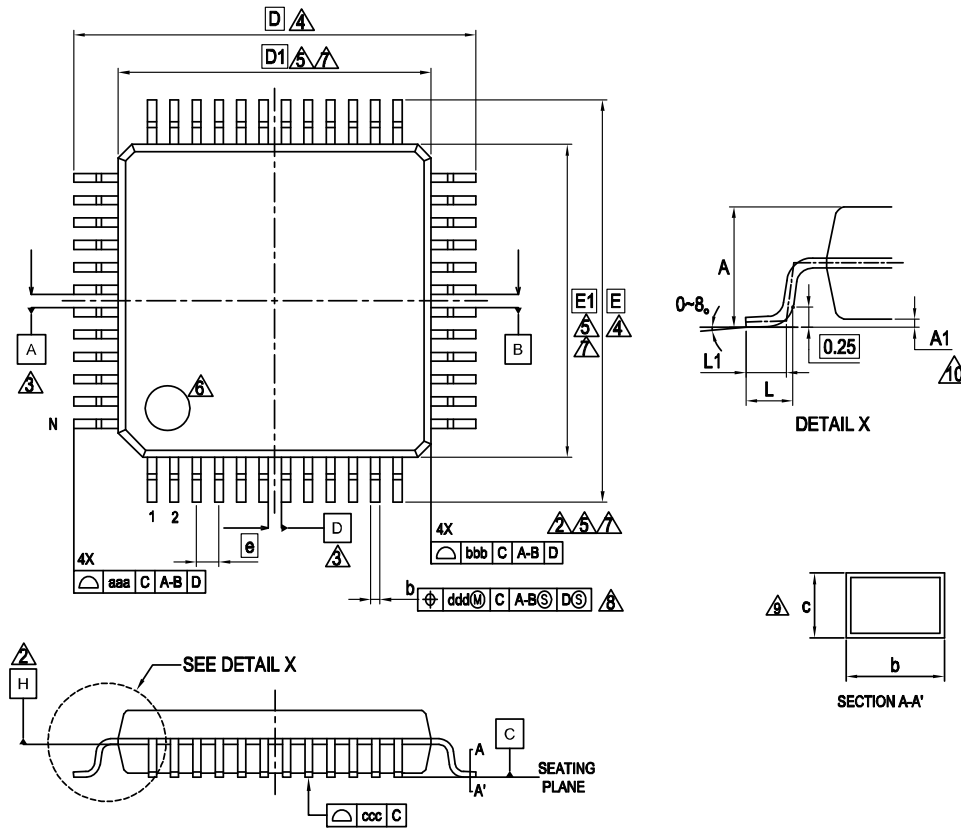 D 4
D1 5 7
A
3
B
E1 E
5 4
7
6
N
1 2
e
D
3
2 5 7
4X
aaa C A-B D
4X
bbb C A-B D
b
ddd Ⓜ C A-B Ⓢ D Ⓢ 8
A
0~8°
L1
L
0.25
A1
10
DETAIL X
9 c
b
SECTION A-A'
2
H
SEE DETAIL X
A
A'
C
SEATING
PLANE
ccc C